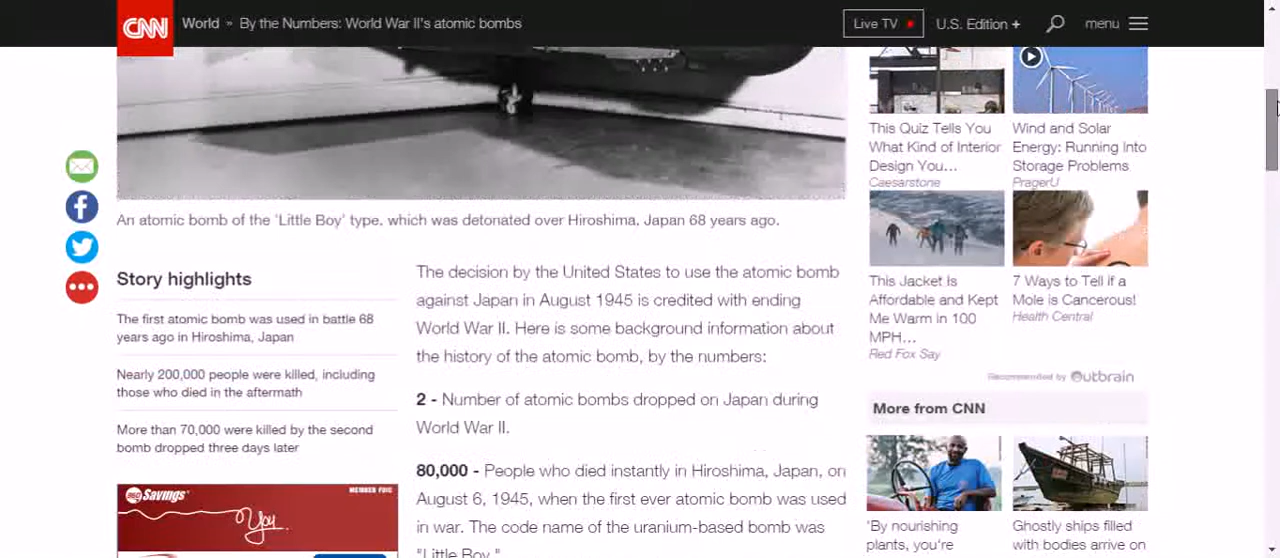 CNN World » By the Numbers: World War II's atomic bombs Live TV U.S. Edition + menu
An atomic bomb of the 'Little Boy' type, which was detonated over Hiroshima, Japan 68 years ago.
Story highlights
The first atomic bomb was used in battle 68
years ago in Hiroshima, Japan
Nearly 200,000 people were killed, including
those who died in the aftermath
More than 70,000 were killed by the second
bomb dropped three days later
Savings MEMBER FDIC
You
The decision by the United States to use the atomic bomb
against Japan in August 1945 is credited with ending
World War II. Here is some background information about
the history of the atomic bomb, by the numbers:
2 - Number of atomic bombs dropped on Japan during
World War II.
80,000 - People who died instantly in Hiroshima, Japan, on
August 6, 1945, when the first ever atomic bomb was used
in war. The code name of the uranium-based bomb was
"Little Boy."
This Quiz Tells You
What Kind of Interior
Design You...
Caesarstone
Wind and Solar
Energy: Running Into
Storage Problems
PragerU
This Jacket Is
Affordable and Kept
Me Warm in 100
MPH...
Red Fox Say
7 Ways to Tell if a
Mole is Cancerous!
Health Central
Recommended by Outbrain
More from CNN
'By nourishing
plants, you're
Ghostly ships filled
with bodies arrive on